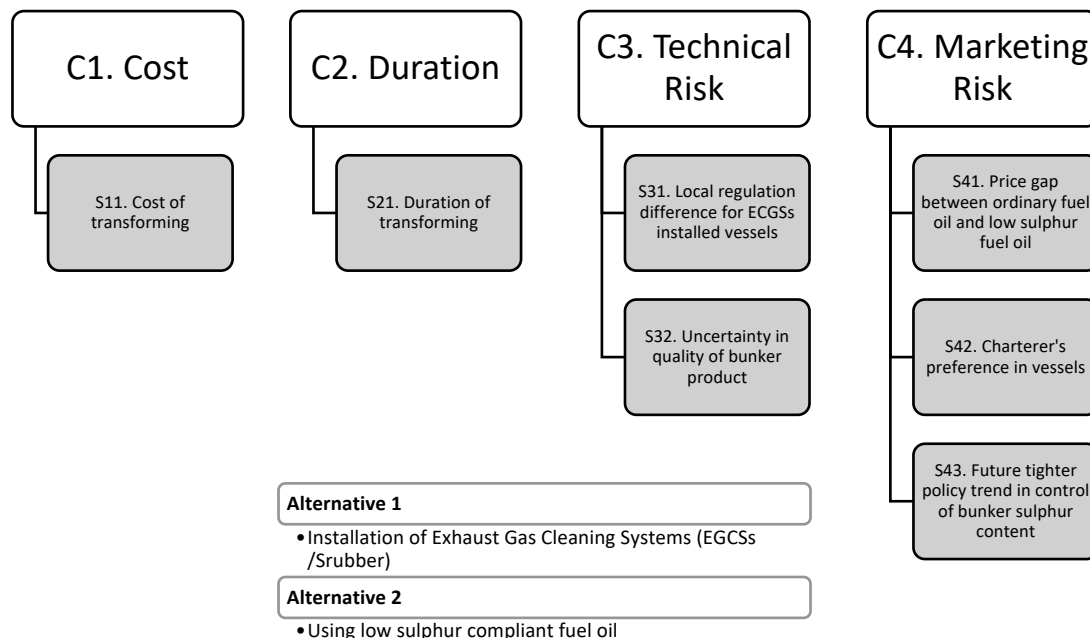 C1. Cost
S11. Cost of
transforming
C2. Duration
S21. Duration of
transforming
C3. Technical
Risk
S31. Local regulation
difference for ECGSs
installed vessels
S32. Uncertainty in
quality of bunker
product
C4. Marketing
Risk
S41. Price gap
between ordinary fuel
oil and low sulphur
fuel oil
S42. Charterer's
preference in vessels
S43. Future tighter
policy trend in control
of bunker sulphur
content
Alternative 1
•Installation of Exhaust Gas Cleaning Systems (EGCSs
/Srubber)
Alternative 2
•Using low sulphur compliant fuel oil